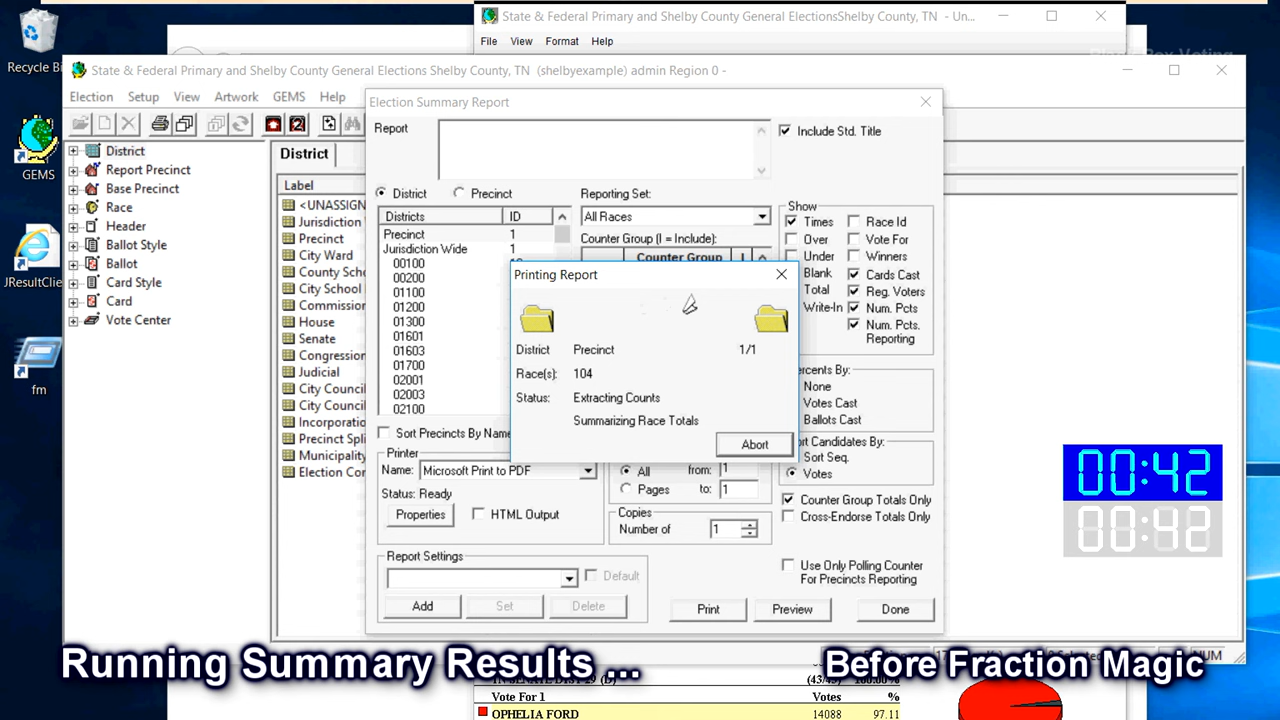 State & Federal Primary and Shelby County General ElectionsShelby County, TN - Un...
File View Format Help
Recycle Bi
State & Federal Primary and Shelby County General Elections Shelby County, TN (shelbyexample) admin Region 0 -
Election Setup View Artwork GEMS Help
Election Summary Report
Report
Include Std. Title
GEMS
District
Report Precinct
Base Precinct
Race
Header
Ballot Style
Ballot
Card Style
Card
Vote Center
District
Label
<UNASSIGN
Jurisdiction
Precinct
City Ward
County Scho
City School
Commission
House
Senate
Congression
Judicial
City Council
City Council
Incorporatio
Precinct Spli
Municipality
Election Cor
District Precinct
Reporting Set:
Districts ID
All Races
Precinct 1
Jurisdiction Wide 1
Counter Group (I = Include):
Counter Group I
00100
00200
01100
01200
01300
01601
01603
01700
02001
02003
02100
Show
Times Race Id
Over Vote For
Under Winners
Blank Cards Cast
Total Reg. Voters
Write-In Num. Pcts
Num. Pcts.
Reporting
Printing Report
District Precinct 1/1
Race(s): 104
Status: Extracting Counts
Summarizing Race Totals
Abort
ercents By:
None
Votes Cast
Ballots Cast
ort Candidates By:
Sort Seq.
Votes
JResultClie
fm
Sort Precincts By Name
Printer
Name: Microsoft Print to PDF
Status: Ready
Properties
HTML Output
All from: 1
Pages to: 1
Copies
Number of 1
Counter Group Totals Only
Cross-Endorse Totals Only
Report Settings
Default
Add Set Delete
Use Only Polling Counter
For Precincts Reporting
Print Preview Done
00:42
00:42
NUM
Running Summary Results ...
Before Fraction Magic
Vote For 1 Votes %
OPHELIA FORD 14088 97.11